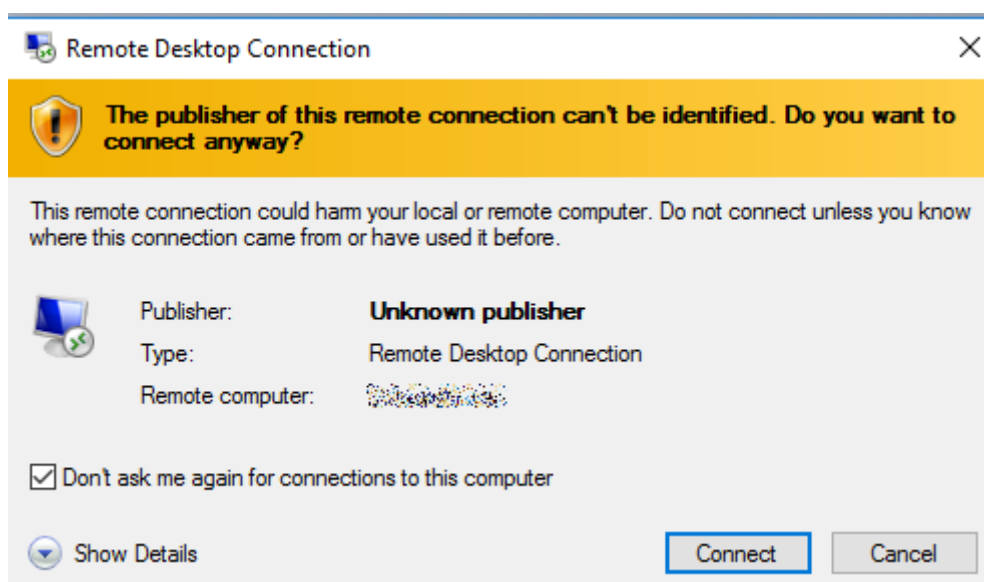 Remote Desktop Connection
The publisher of this remote connection can't be identified. Do you want to
connect anyway?
This remote connection could harm your local or remote computer. Do not connect unless you know
where this connection came from or have used it before.
Publisher: Unknown publisher
Type: Remote Desktop Connection
Remote computer:
Don't ask me again for connections to this computer
Show Details Connect Cancel